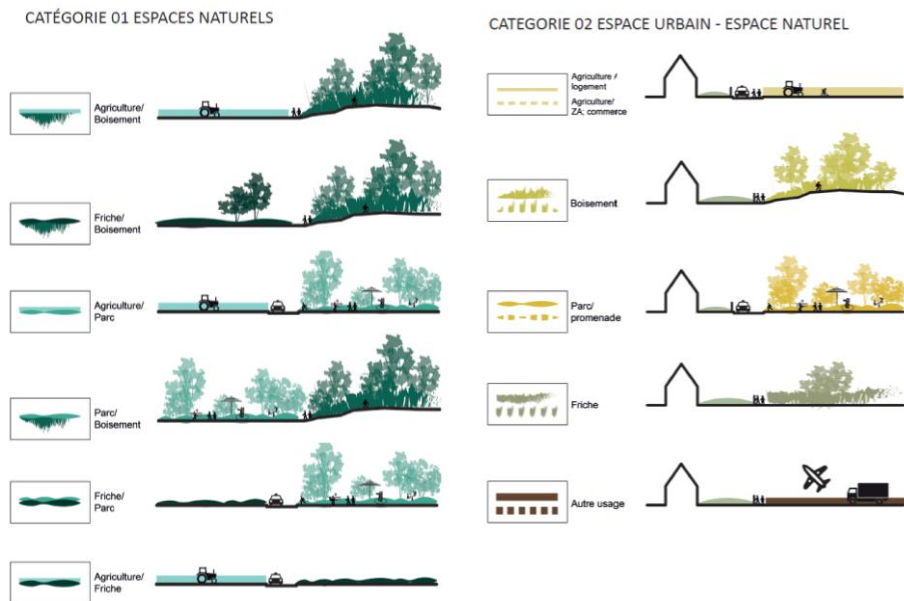 CATÉGORIE 01 ESPACES NATURELS
Agriculture/
Boisement
Friche/
Boisement
Agriculture/
Parc
Parc/
Boisement
Friche/
Parc
Agriculture/
Friche
CATEGORIE 02 ESPACE URBAIN - ESPACE NATUREL
Agriculture /
logement
Agriculture/
ZA; commerce
Boisement
Parc/
promenade
Friche
Autre usage